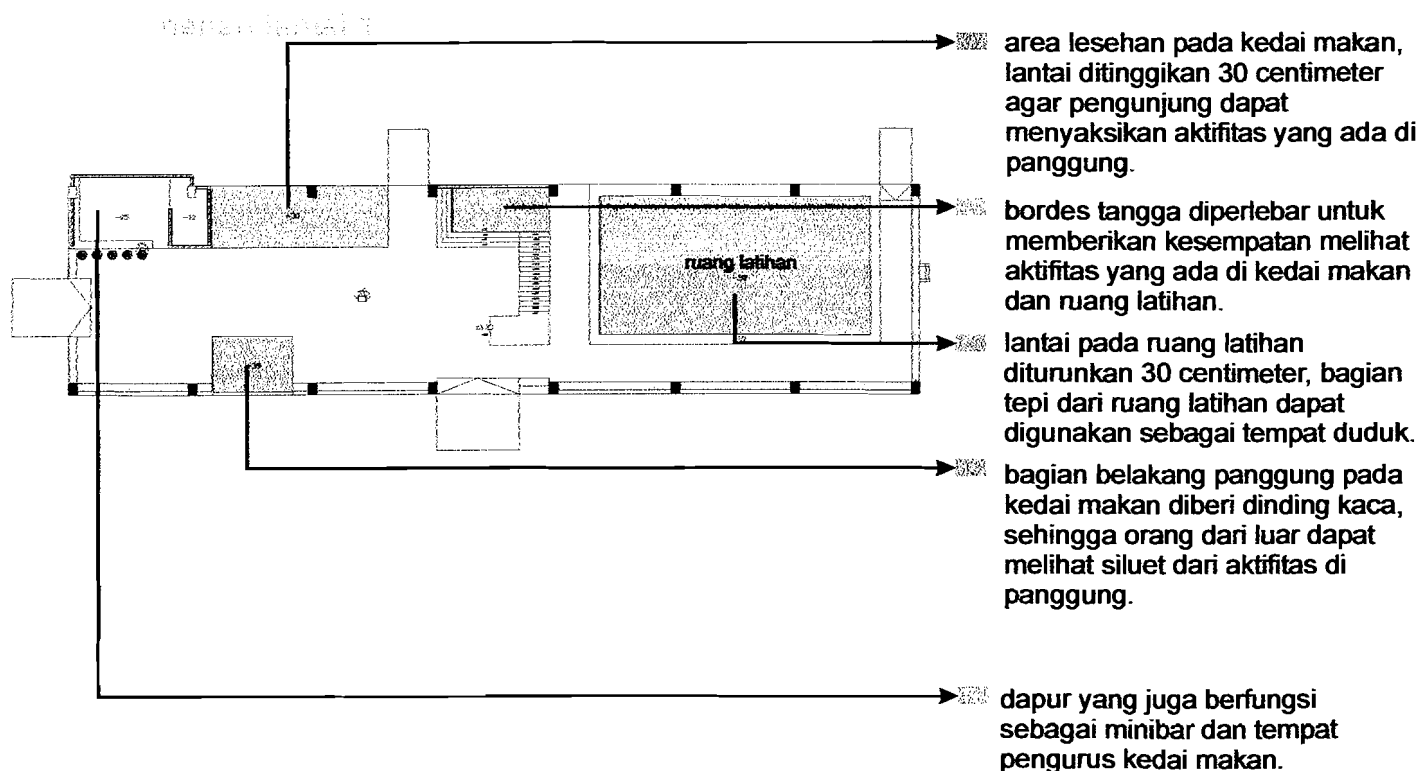 area lesehan pada kedai makan,
lantai ditinggikan 30 centimeter
agar pengunjung dapat
menyaksikan aktifitas yang ada di
panggung.
bordes tangga diperlebar untuk
memberikan kesempatan melihat
aktifitas yang ada di kedai makan
dan ruang latihan.
ruang latihan
lantai pada ruang latihan
diturunkan 30 centimeter, bagian
tepi dari ruang latihan dapat
digunakan sebagai tempat duduk.
bagian belakang panggung pada
kedai makan diberi dinding kaca,
sehingga orang dari luar dapat
melihat siluet dari aktifitas di
panggung.
dapur yang juga berfungsi
sebagai minibar dan tempat
pengurus kedai makan.